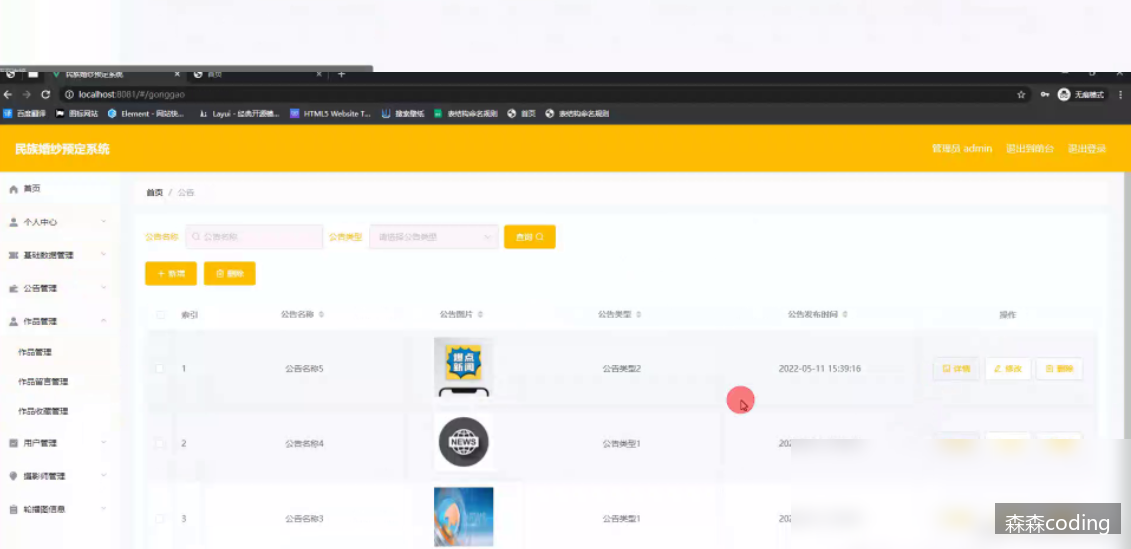 民族婚纱预定系统 首页
localhost:8081/#/gonggao 无痕模式
百度翻译 图标网站 Element - 网站快... Layui - 经典开源模... HTML5 Website T... 搜索壁纸 表结构命名规则 首页 表结构命名规则
民族婚纱预定系统 管理员 admin 退出到前台 退出登录
首页
个人中心
基础数据管理
公告管理
作品管理
作品管理
作品留言管理
作品收藏管理
用户管理
摄影师管理
轮播图信息
首页 / 公告
公告名称 公告名称 公告类型 请选择公告类型 查询
+ 新增 删除
索引 公告名称 公告图片 公告类型 公告发布时间 操作
1 公告名称5 爆点新闻 公告类型2 2022-05-11 15:39:16 详情 修改 删除
2 公告名称4 NEWS 公告类型1 202
3 公告名称3 公告类型1 202
森森coding